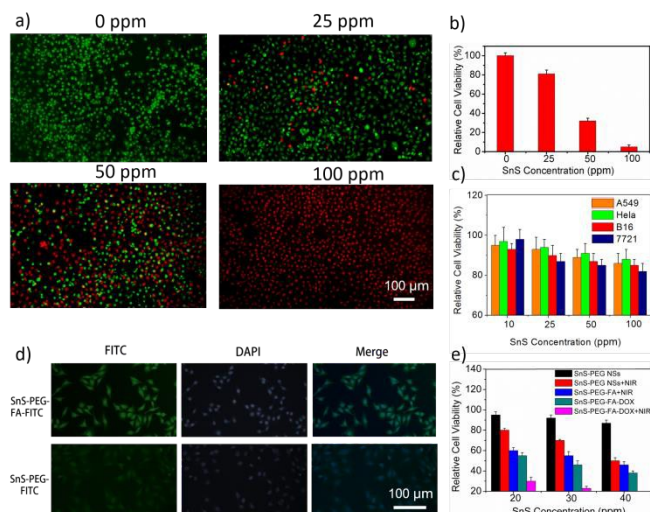 a)
0 ppm
25 ppm
50 ppm
100 ppm
100 μm
b)
Relative Cell Viability (%)
100
80
60
40
20
0
0 25 50 100
SnS Concentration (ppm)
c)
Relative Cell Viability (%)
120
100
80
60
A549
Hela
B16
7721
10 25 50 100
SnS Concentration (ppm)
d)
FITC DAPI Merge
SnS-PEG-
FA-FITC
SnS-PEG-
FITC
100 μm
e)
Relative Cell Viability (%)
120
100
80
60
40
20
SnS-PEG NSs
SnS-PEG NSs+NIR
SnS-PEG-FA+NIR
SnS-PEG-FA-DOX
SnS-PEG-FA-DOX+NIR
20 30 40
SnS Concentration (ppm)